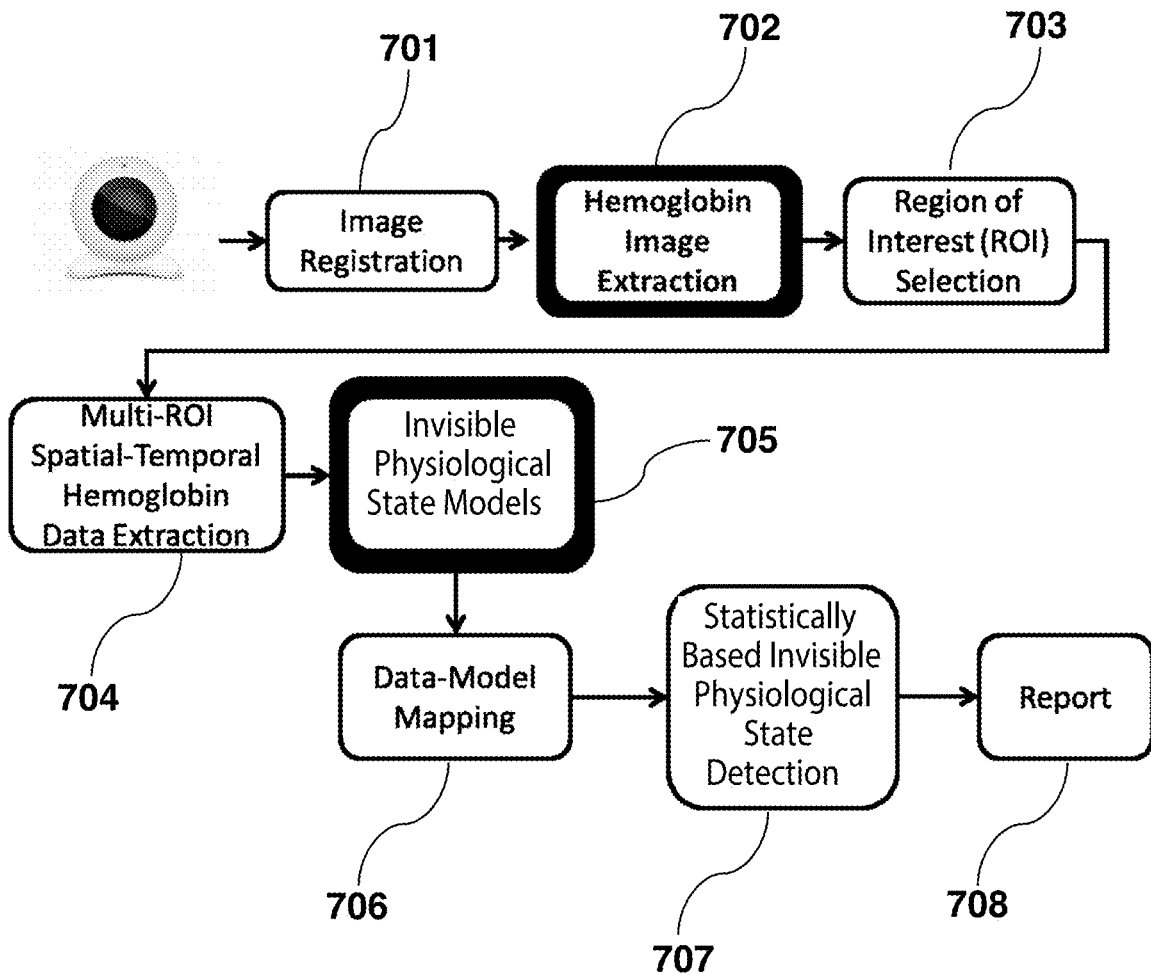 701
702
703
Image
Registration
Hemoglobin
Image
Extraction
Region of
Interest (ROI)
Selection
Multi-ROI
Spatial-Temporal
Hemoglobin
Data Extraction
Invisible
Physiological
State Models
705
704
Data-Model
Mapping
Statistically
Based Invisible
Physiological
State
Detection
Report
706
707
708